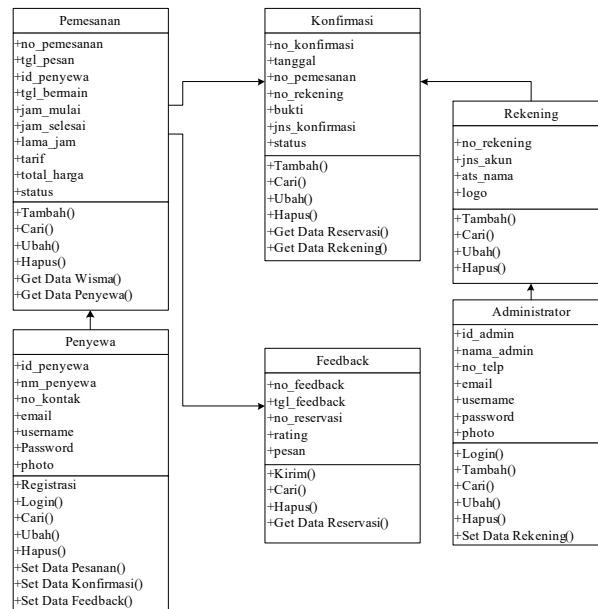 Pemesanan
+no_pemesanan
+tgl_pesan
+id_penyewa
+tgl_bermain
+jam_mulai
+jam_selesai
+lama_jam
+tarif
+total_harga
+status
+Tambah()
+Cari()
+Ubah()
+Hapus()
+Get Data Wisma()
+Get Data Penyewa()
Konfirmasi
+no_konfirmasi
+tanggal
+no_pemesanan
+no_rekening
+bukti
+jns_konfirmasi
+status
+Tambah()
+Cari()
+Ubah()
+Hapus()
+Get Data Reservasi()
+Get Data Rekening()
Rekening
+no_rekening
+jns_akun
+ats_nama
+logo
+Tambah()
+Cari()
+Ubah()
+Hapus()
Penyewa
+id_penyewa
+nm_penyewa
+no_kontak
+email
+username
+Password
+photo
+Registrasi
+Login()
+Cari()
+Ubah()
+Hapus()
+Set Data Pesanan()
+Set Data Konfirmasi()
+Set Data Feedback()
Feedback
+no_feedback
+tgl_feedback
+no_reservasi
+rating
+pesan
+Kirim()
+Cari()
+Hapus()
+Get Data Reservasi()
Administrator
+id_admin
+nama_admin
+no_telp
+email
+username
+password
+photo
+Login()
+Tambah()
+Cari()
+Ubah()
+Hapus()
+Set Data Rekening()